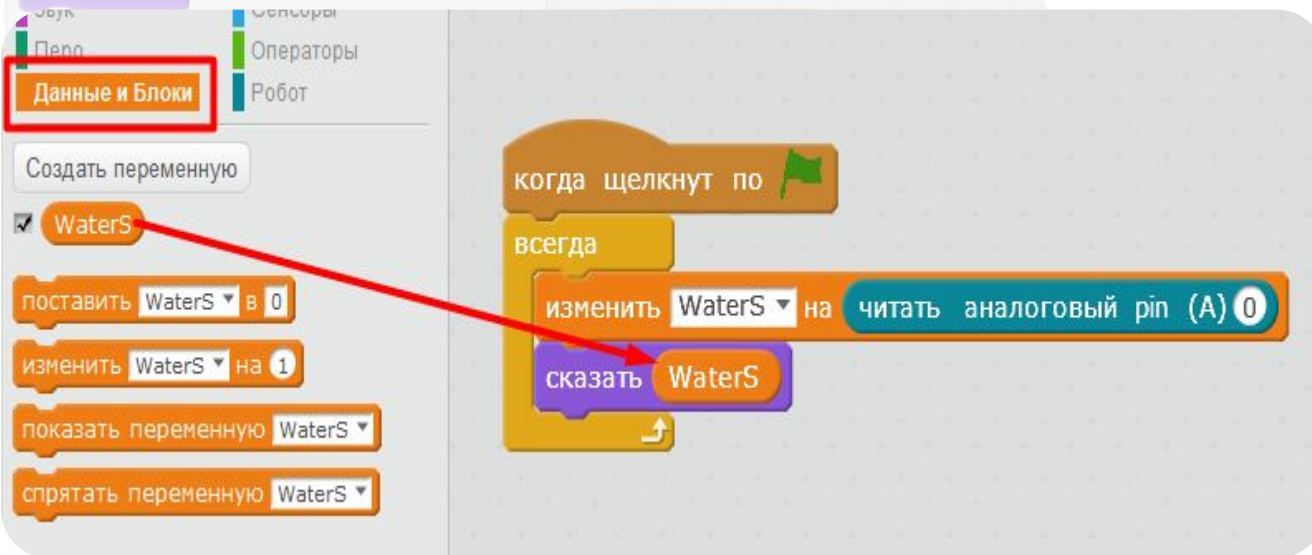 Звук Сенсоры
Перо Операторы
Данные и Блоки Робот
Создать переменную
WaterS
поставить WaterS в 0
изменить WaterS на 1
показать переменную WaterS
спрятать переменную WaterS
когда щелкнут по
всегда
изменить WaterS на читать аналоговый pin (A) 0
сказать WaterS